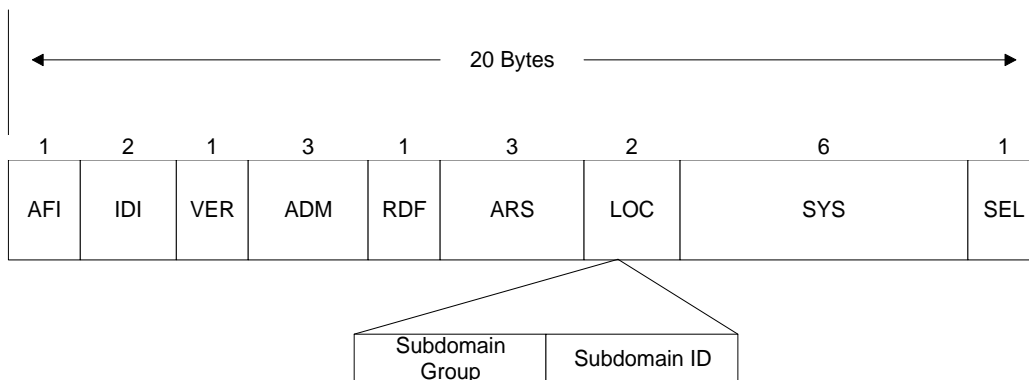 20 Bytes
1 2 1 3 1 3 2 6 1
AFI IDI VER ADM RDF ARS LOC SYS SEL
Subdomain
Group
Subdomain ID